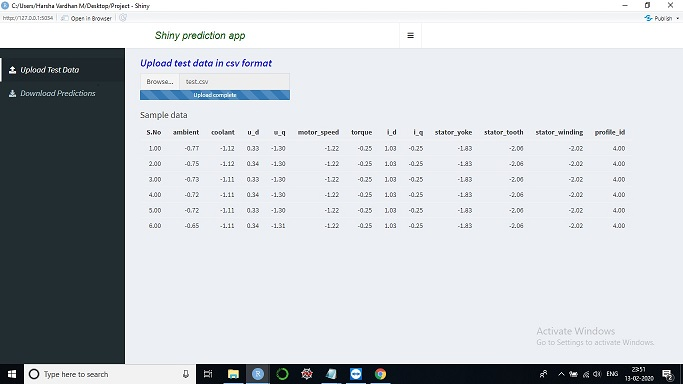 C:/Users/Harsha Vardhan M/Desktop/Project - Shiny
http://127.0.0.1:5034 Open in Browser Publish
Shiny prediction app
Upload Test Data
Download Predictions
Upload test data in csv format
Browse... test.csv
Upload complete
Sample data
S.No ambient coolant u_d u_q motor_speed torque i_d i_q stator_yoke stator_tooth stator_winding profile_id
1.00 -0.77 -1.12 0.33 -1.30 -1.22 -0.25 1.03 -0.25 -1.83 -2.06 -2.02 4.00
2.00 -0.75 -1.12 0.34 -1.30 -1.22 -0.25 1.03 -0.25 -1.83 -2.06 -2.02 4.00
3.00 -0.73 -1.11 0.33 -1.30 -1.22 -0.25 1.03 -0.25 -1.83 -2.06 -2.02 4.00
4.00 -0.72 -1.11 0.34 -1.30 -1.22 -0.25 1.03 -0.25 -1.83 -2.06 -2.02 4.00
5.00 -0.72 -1.11 0.33 -1.30 -1.22 -0.25 1.03 -0.25 -1.83 -2.06 -2.02 4.00
6.00 -0.65 -1.11 0.34 -1.31 -1.22 -0.25 1.03 -0.25 -1.83 -2.06 -2.02 4.00
Activate Windows
Go to Settings to activate Windows.
Type here to search
ENG
23:51
13-02-2020